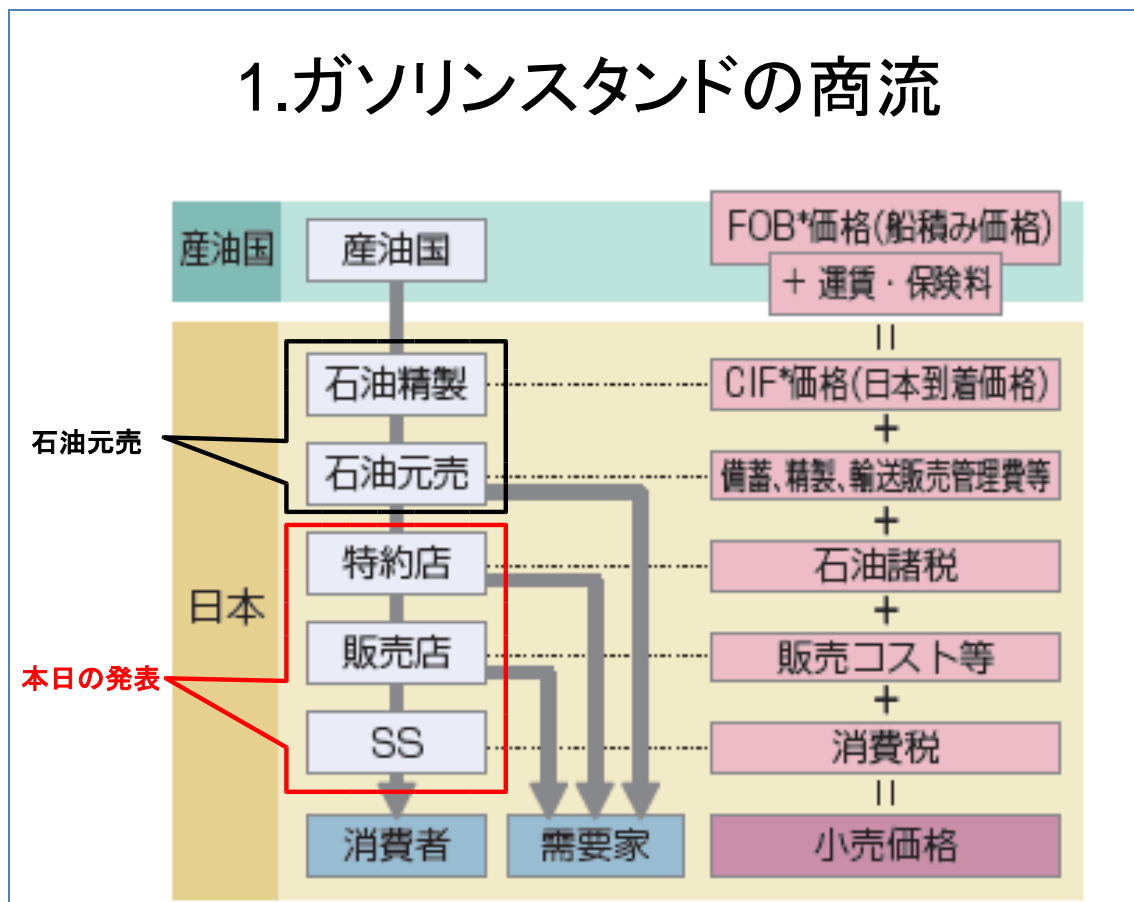 1.ガソリンスタンドの商流
産油国
産油国
FOB*価格(船積み価格)
+ 運賃・保険料
=
石油精製
CIF*価格(日本到着価格)
+
石油元売
石油元売
備蓄、精製、輸送販売管理費等
+
特約店
石油諸税
日本
+
販売店
販売コスト等
本日の発表
+
SS
消費税
=
消費者
需要家
小売価格